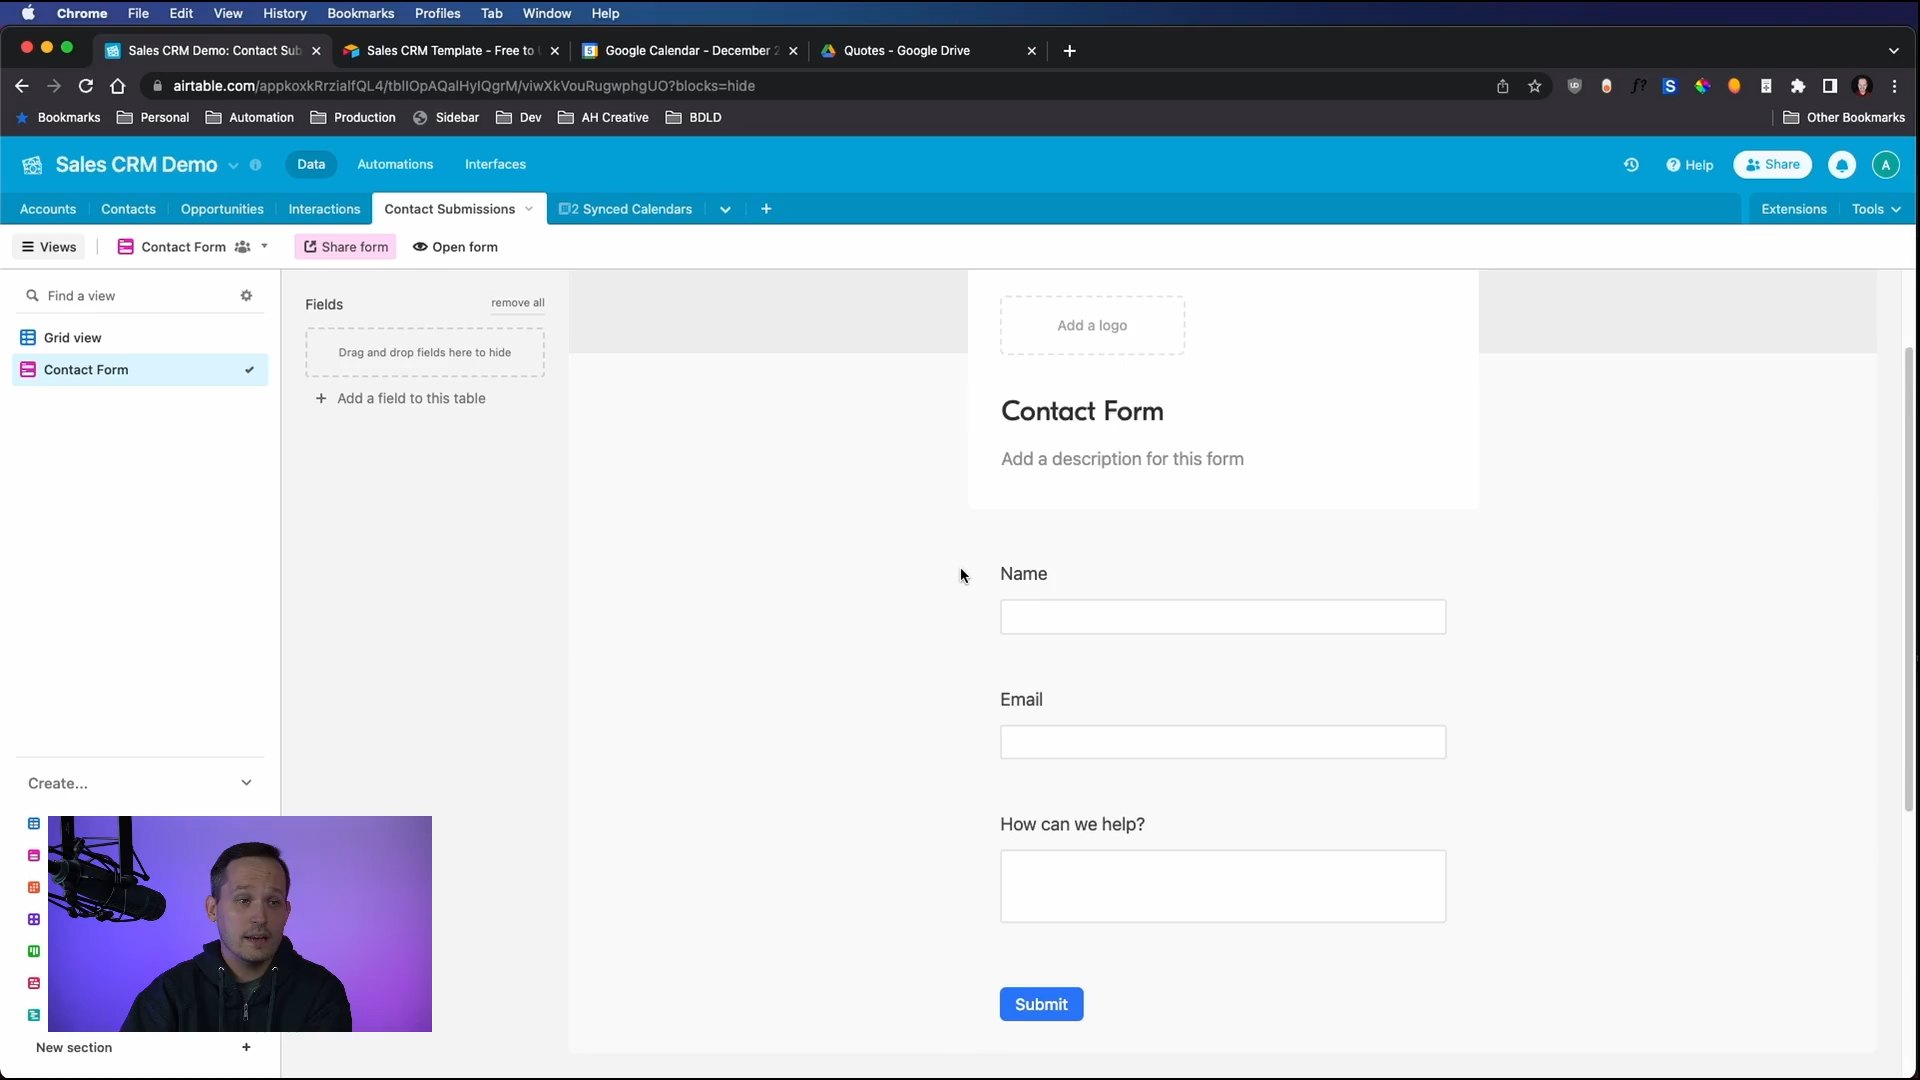 Chrome File Edit View History Bookmarks Profiles Tab Window Help
Sales CRM Demo: Contact Sub
Sales CRM Template - Free to
Google Calendar - December 2
Quotes - Google Drive
airtable.com/appkoxkRrzialfQL4/tblIOpAQalHyIQgrM/viwXkVouRugwphgUO?blocks=hide
Bookmarks Personal Automation Production Sidebar Dev AH Creative BDLD Other Bookmarks
Sales CRM Demo Data Automations Interfaces Help Share A
Accounts Contacts Opportunities Interactions Contact Submissions 2 Synced Calendars Extensions Tools
Views Contact Form Share form Open form
Find a view
Grid view
Contact Form
Create...
New section
Fields remove all
Drag and drop fields here to hide
Add a field to this table
Add a logo
Contact Form
Add a description for this form
Name
Email
How can we help?
Submit